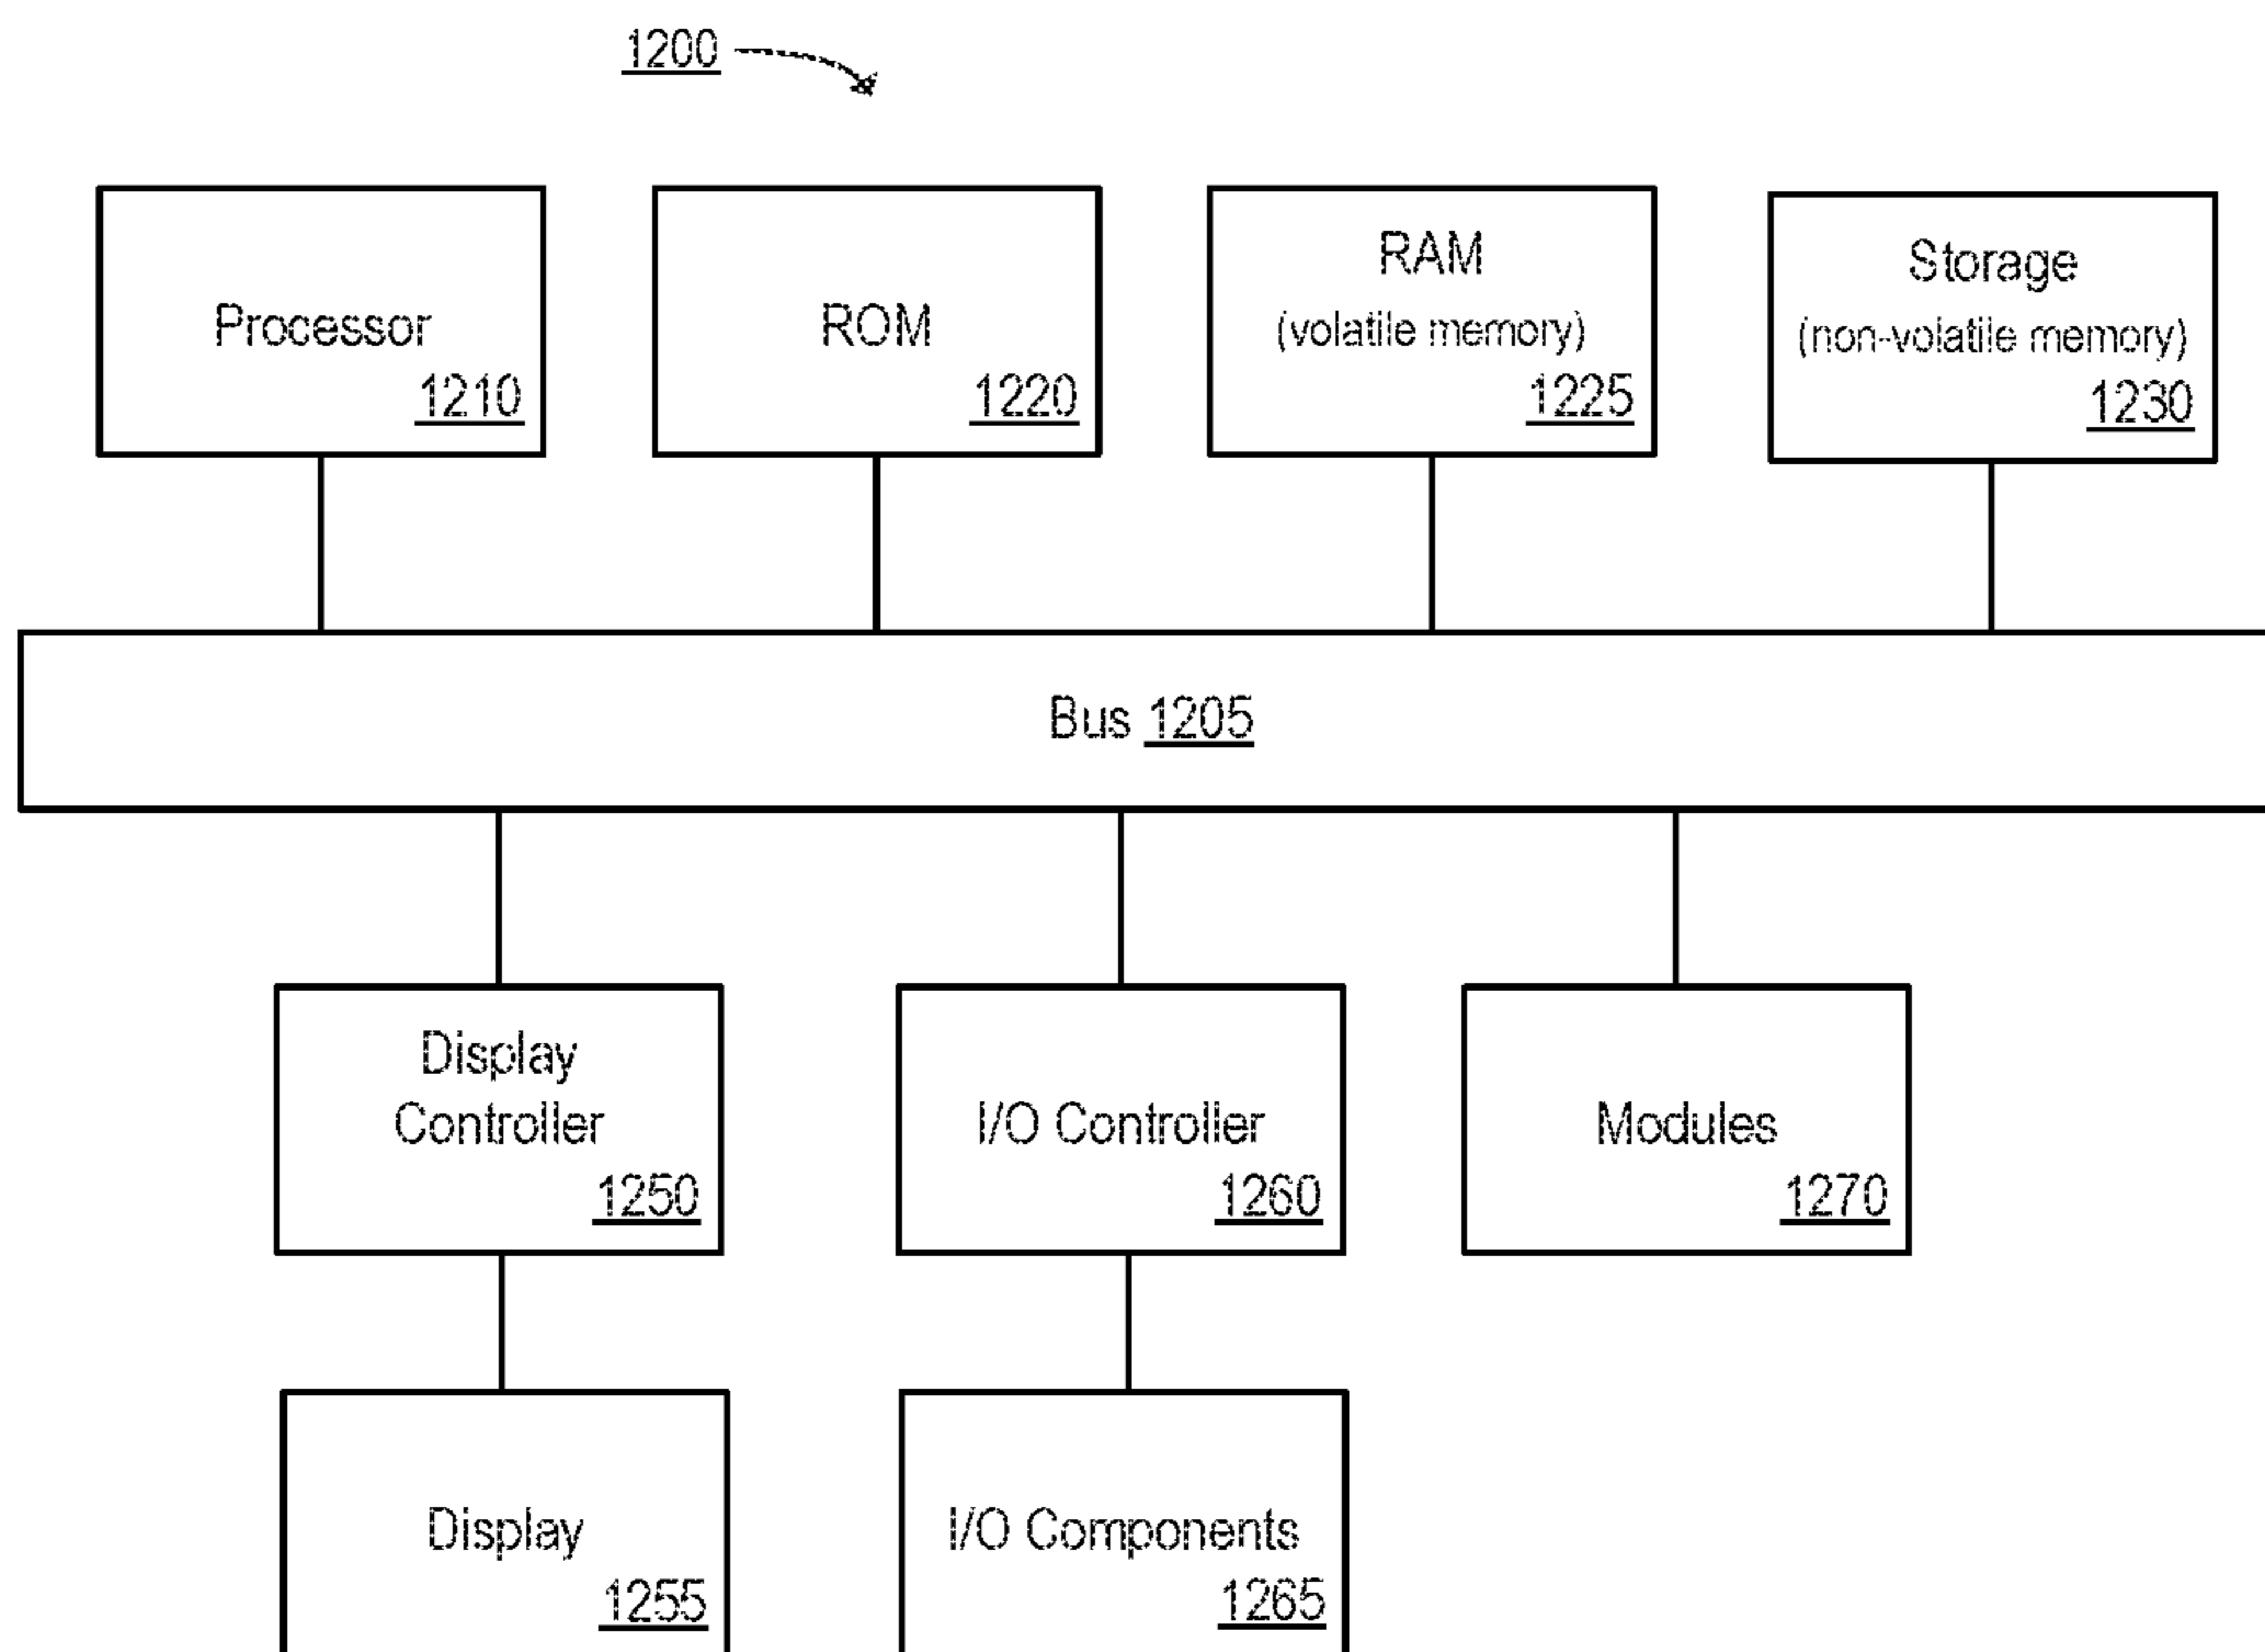 1200
Processor
1210
ROM
1220
RAM
(volatile memory)
1225
Storage
(non-volatile memory)
1230
Bus 1205
Display
Controller
1250
I/O Controller
1260
Modules
1270
Display
1255
I/O Components
1265